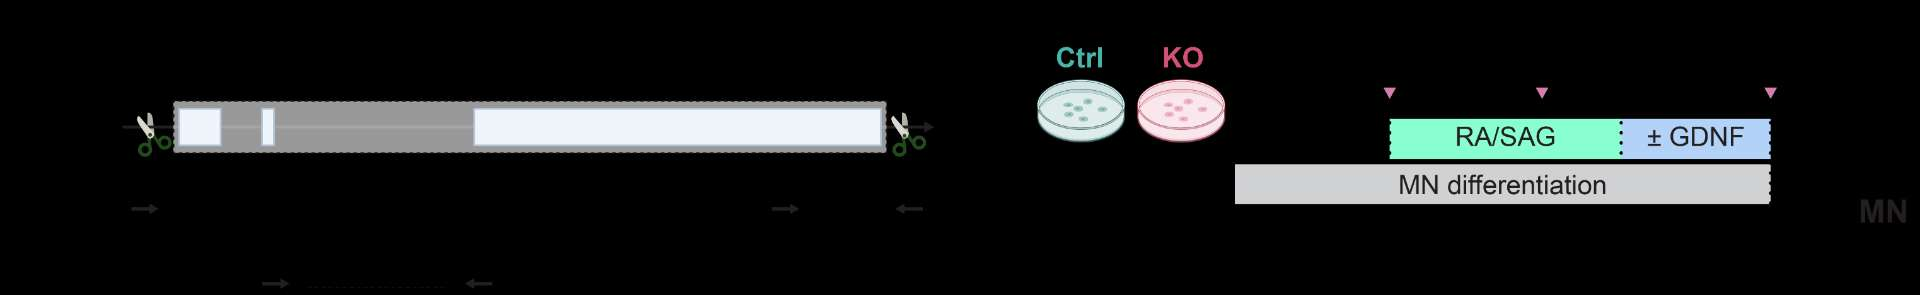 Ctrl KO
RA/SAG ± GDNF
MN differentiation
MN